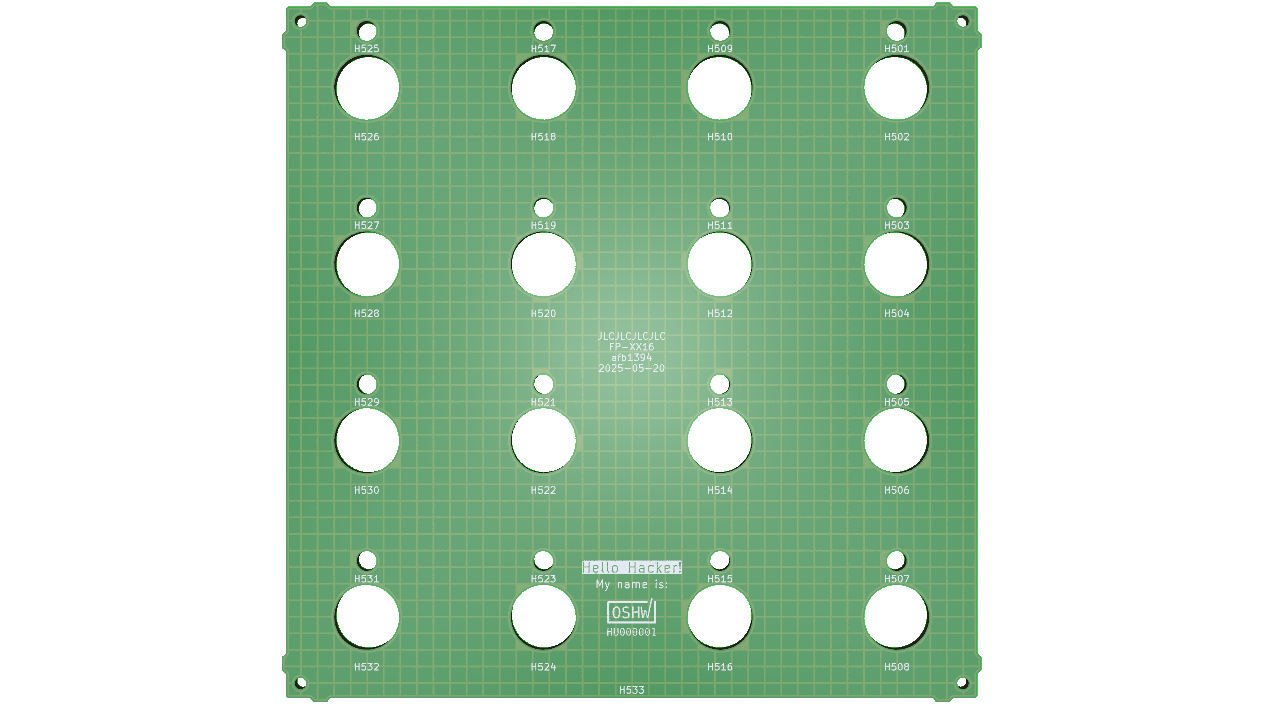 H525 H517 H509 H501
H526 H518 H510 H502
H527 H519 H511 H503
H528 H520 H512 H504
JLCJLCJLCJLC
FP-XX16
afb1394
2025-05-20
H529 H521 H513 H505
H530 H522 H514 H506
Hello Hacker!
H531 H523 H515 H507
My name is:
OSHW
HU000001
H532 H524 H516 H508
H533